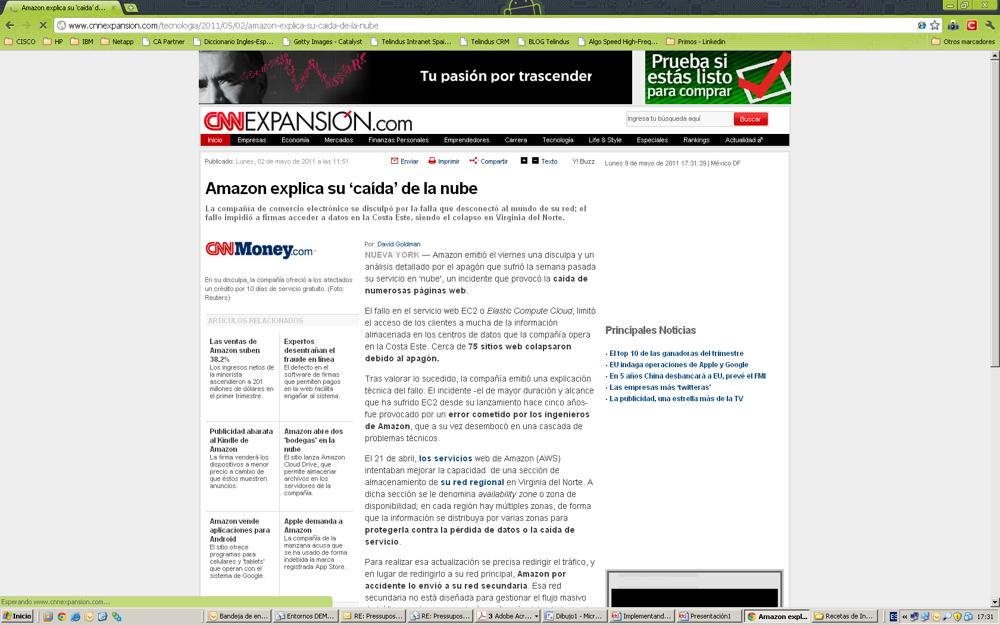 Amazon explica su ‘caída’ d...
www.cnnexpansion.com/tecnologia/2011/05/02/amazon-explica-su-caida-de-la-nube
CISCO HP IBM Netapp CA Partner Diccionario Ingles-Esp... Getty Images - Catalyst Telindus Intranet Spai... Telindus CRM BLOG Telindus Algo Speed High-Freq... Primos - Linkedin Otros marcadores
Tu pasión por trascender
Prueba si
estás listo
para comprar
CNNEXPANSIÓN.com
Ingresa tu búsqueda aquí Buscar
Inicio Empresas Economía Mercados Finanzas Personales Emprendedores Carrera Tecnología Life & Style Especiales Rankings Actualidad
Publicado: Lunes, 02 de mayo de 2011 a las 11:51 Enviar Imprimir Compartir + - Texto Y! Buzz Lunes 9 de mayo de 2011 17:31:39 | México DF
Amazon explica su ‘caída’ de la nube
La compañía de comercio electrónico se disculpó por la falla que desconectó al mundo de su red; el
fallo impidió a firmas acceder a datos en la Costa Este, siendo el colapso en Virginia del Norte.
CNNMoney.com
En su disculpa, la compañía ofreció a los afectados
un crédito por 10 días de servicio gratuito. (Foto:
Reuters)
ARTÍCULOS RELACIONADOS
Las ventas de
Amazon suben
38.2%
Los ingresos netos de
la minorista
ascendieron a 201
millones de dólares en
el primer trimestre.
Expertos
desentrañan el
fraude en línea
El defecto en el
software de firmas
que permiten pagos
en la web facilita
engañar al sistema.
Publicidad abarata
al Kindle de
Amazon
La firma venderá los
dispositivos a menor
precio a cambio de
que éstos muestren
anuncios.
Amazon abre dos
'bodegas' en la
nube
El sitio lanza Amazon
Cloud Drive, que
permite almacenar
archivos en los
servidores de la
compañía.
Amazon vende
aplicaciones para
Android
El sitio ofrece
programas para
celulares y 'tablets'
que operan con el
sistema de Google.
Apple demanda a
Amazon
La compañía de la
manzana acusa que
se ha usado de forma
indebida la marca
registrada App Store.
Por: David Goldman
NUEVA YORK — Amazon emitió el viernes una disculpa y un
análisis detallado por el apagón que sufrió la semana pasada
su servicio en 'nube', un incidente que provocó la caída de
numerosas páginas web.
El fallo en el servicio web EC2 o Elastic Compute Cloud, limitó
el acceso de los clientes a mucha de la información
almacenada en los centros de datos que la compañía opera
en la Costa Este. Cerca de 75 sitios web colapsaron
debido al apagón.
Tras valorar lo sucedido, la compañía emitió una explicación
técnica del fallo. El incidente -el de mayor duración y alcance
que ha sufrido EC2 desde su lanzamiento hace cinco años-
fue provocado por un error cometido por los ingenieros
de Amazon, que a su vez desembocó en una cascada de
problemas técnicos.
El 21 de abril, los servicios web de Amazon (AWS)
intentaban mejorar la capacidad de una sección de
almacenamiento de su red regional en Virginia del Norte. A
dicha sección se le denomina availability zone o zona de
disponibilidad; en cada región hay múltiples zonas, de forma
que la información se distribuya por varias zonas para
protegerla contra la pérdida de datos o la caída de
servicio.
Para realizar esa actualización se precisa redirigir el tráfico, y
en lugar de redirigirlo a su red principal, Amazon por
accidente lo envió a su red secundaria. Esa red
secundaria no está diseñada para gestionar el flujo masivo
Principales Noticias
El top 10 de las ganadoras del trimestre
EU indaga operaciones de Apple y Google
En 5 años China desbancará a EU, prevé el FMI
Las empresas más ‘twitteras’
La publicidad, una estrella más de la TV
Esperando www.cnnexpansion.com...
Inicio Bandeja de en... Entornos DEM... RE: Pressupos... RE: Pressupos... 3 Adobe Acr... Dibujo1 - Micr... Implementand... Presentación1 Amazon expl... Recetas de In... ES « 17:31